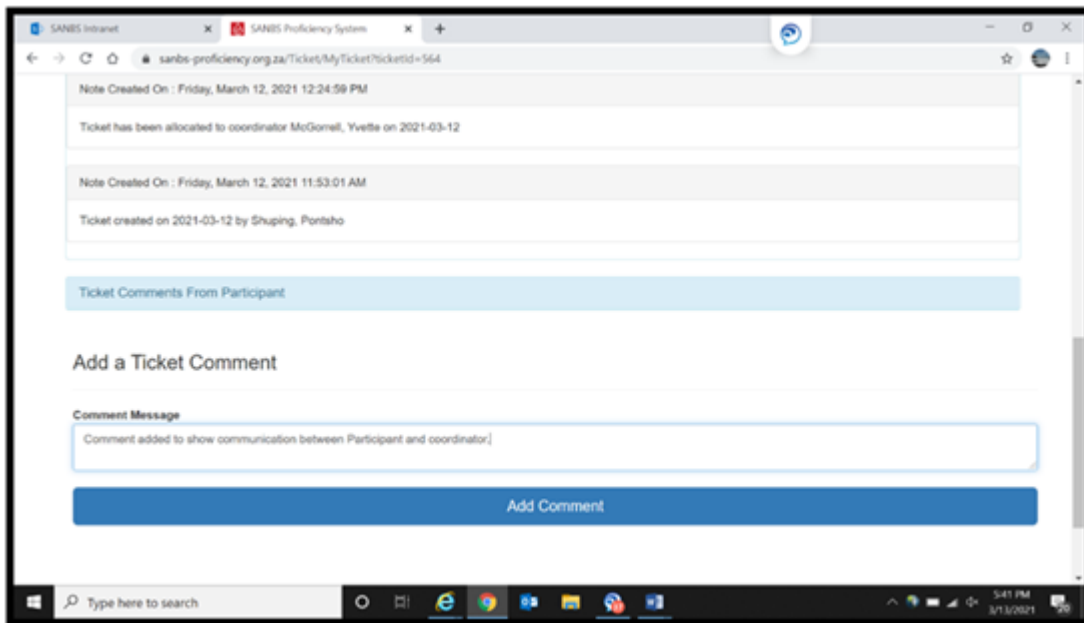 SANBS Intranet
SANBS Proficiency System
sanbs-proficiency.org.za/Ticket/MyTicket?ticketId=564
Note Created On : Friday, March 12, 2021 12:24:59 PM
Ticket has been allocated to coordinator McGorrell, Yvette on 2021-03-12
Note Created On : Friday, March 12, 2021 11:53:01 AM
Ticket created on 2021-03-12 by Shuping, Pontsho
Ticket Comments From Participant
Add a Ticket Comment
Comment Message
Comment added to show communication between Participant and coordinator.
Add Comment
Type here to search
5:41 PM
3/13/2021